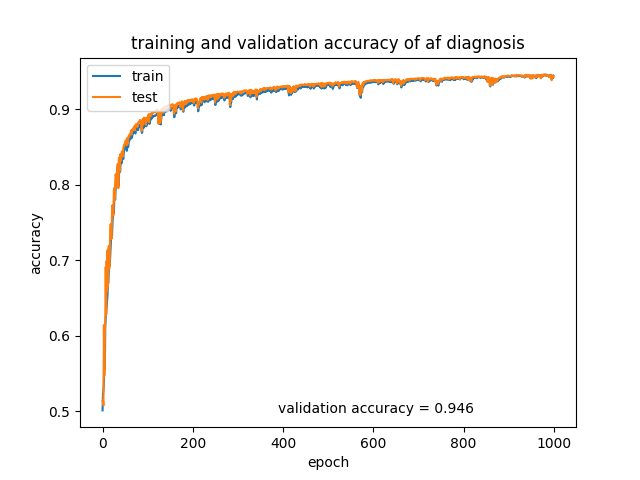 training and validation accuracy of af diagnosis
train
test
0.9
0.8
0.7
0.6
0.5
accuracy
validation accuracy = 0.946
0 200 400 600 800 1000
epoch